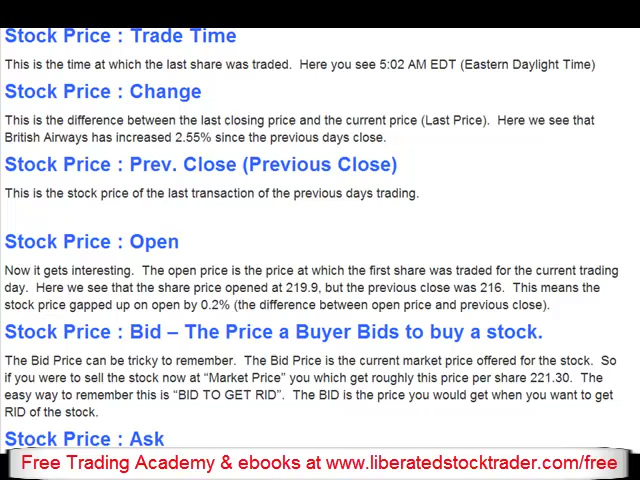 Stock Price : Trade Time
This is the time at which the last share was traded. Here you see 5:02 AM EDT (Eastern Daylight Time)
Stock Price : Change
This is the difference between the last closing price and the current price (Last Price). Here we see that
British Airways has increased 2.55% since the previous days close.
Stock Price : Prev. Close (Previous Close)
This is the stock price of the last transaction of the previous days trading.
Stock Price : Open
Now it gets interesting. The open price is the price at which the first share was traded for the current trading
day. Here we see that the share price opened at 219.9, but the previous close was 216. This means the
stock price gapped up on open by 0.2% (the difference between open price and previous close).
Stock Price : Bid – The Price a Buyer Bids to buy a stock.
The Bid Price can be tricky to remember. The Bid Price is the current market price offered for the stock. So
if you were to sell the stock now at “Market Price” you which get roughly this price per share 221.30. The
easy way to remember this is “BID TO GET RID”. The BID is the price you would get when you want to get
RID of the stock.
Stock Price : Ask
Free Trading Academy & ebooks at www.liberatedstocktrader.com/free